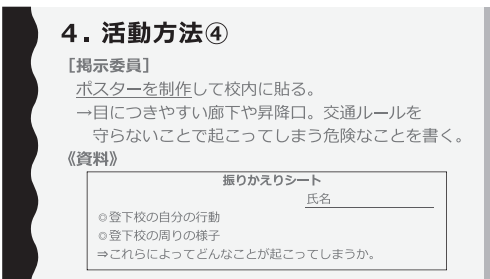 4．活動方法④
［掲示委員］
ポスターを制作して校内に貼る。
→目につきやすい廊下や昇降口。交通ルールを
守らないことで起こってしまう危険なことを書く。
《資料》
振りかえりシート
氏名
◎登下校の自分の行動
◎登下校の周りの様子
⇒これらによってどんなことが起こってしまうか。